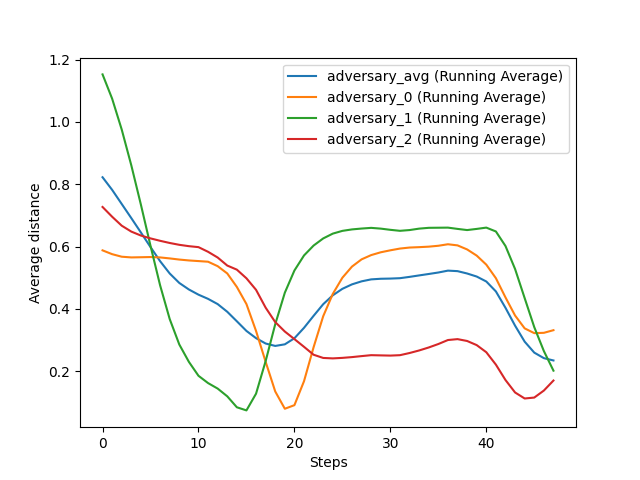 1.2
1.0
0.8
0.6
0.4
0.2
Average distance
adversary_avg (Running Average)
adversary_0 (Running Average)
adversary_1 (Running Average)
adversary_2 (Running Average)
0 10 20 30 40
Steps